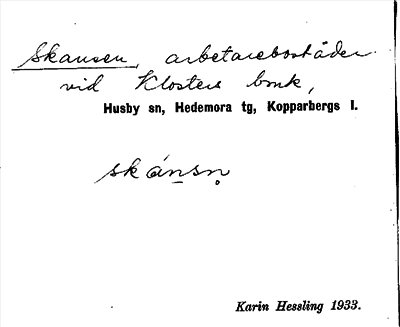 Skansen, arbetarebostäder
vid Klosters bruk,
Husby sn, Hedemora tg, Kopparbergs l.
skánsn̥
Karin Hessling 1933.